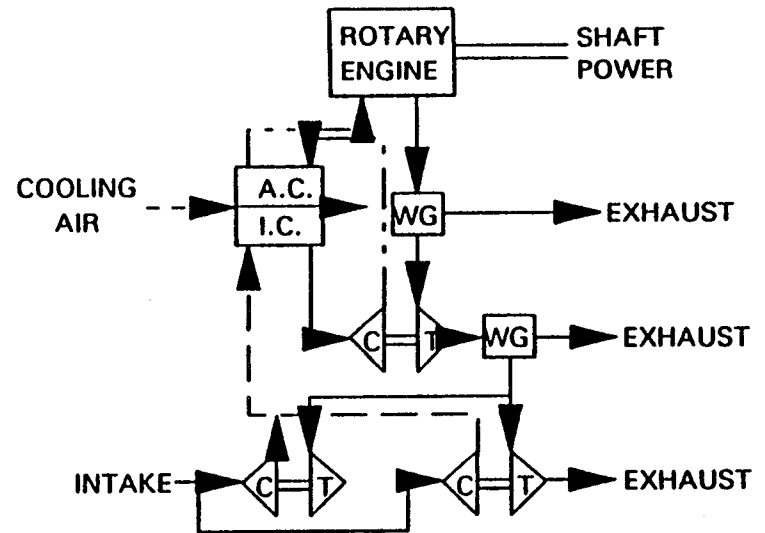 ROTARY
ENGINE
SHAFT
POWER
COOLING
AIR
A.C.
I.C.
WG
EXHAUST
C
T
WG
EXHAUST
INTAKE
C
T
C
T
EXHAUST